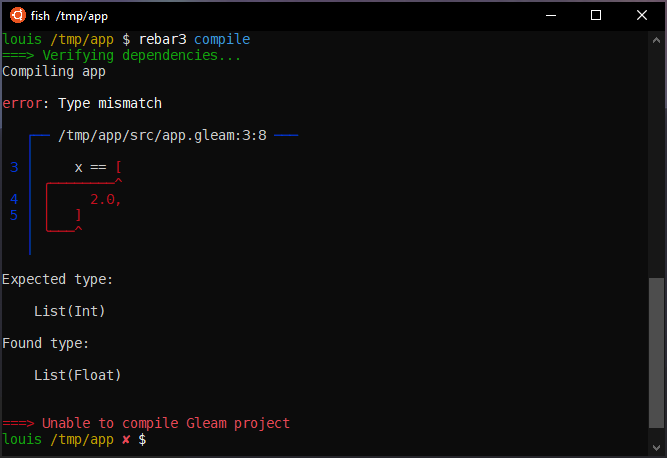 fish /tmp/app
louis /tmp/app $ rebar3 compile
===> Verifying dependencies...
Compiling app
error: Type mismatch
/tmp/app/src/app.gleam:3:8
3 x == [
4 2.0,
5 ]
Expected type:
List(Int)
Found type:
List(Float)
===> Unable to compile Gleam project
louis /tmp/app ✘ $